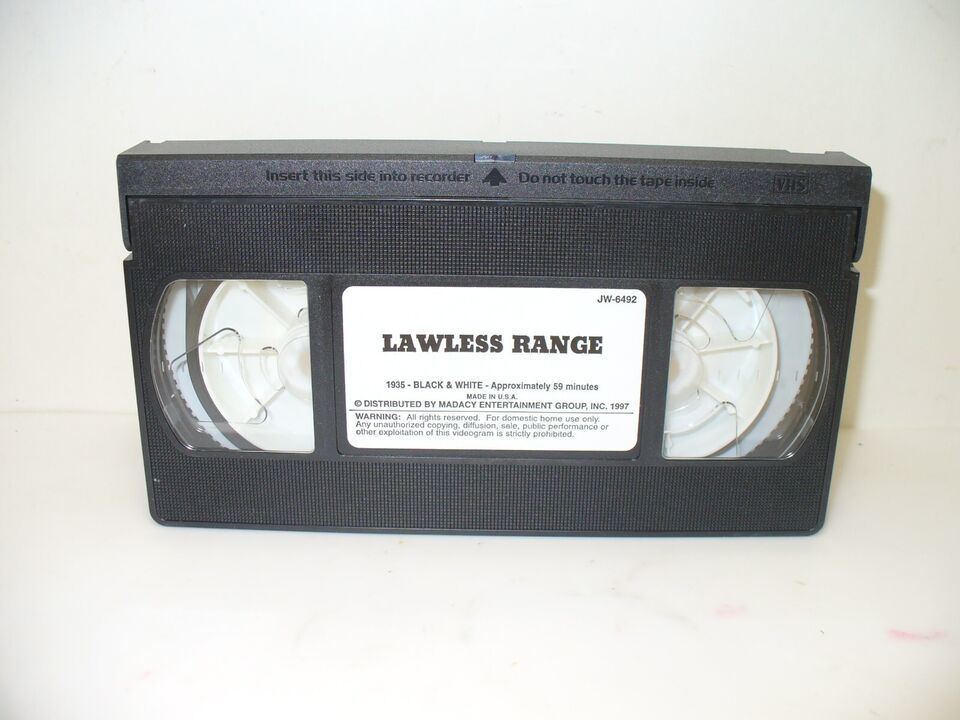 Insert this side into recorder Do not touch the tape inside VHS
JW-6492
LAWLESS RANGE
1935 - BLACK & WHITE - Approximately 59 minutes
MADE IN U.S.A.
© DISTRIBUTED BY MADACY ENTERTAINMENT GROUP, INC. 1997
WARNING: All rights reserved. For domestic home use only.
Any unauthorized copying, diffusion, sale, public performance or
other exploitation of this videogram is strictly prohibited.